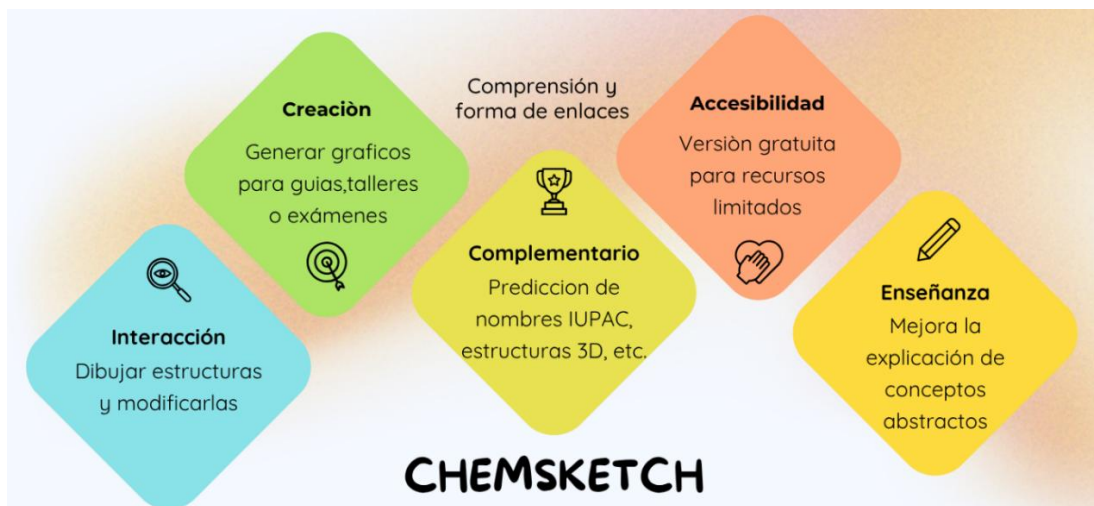 Interacción
Dibujar estructuras
y modificarlas
Creaciòn
Generar graficos
para guias,talleres
o exámenes
Comprensión y
forma de enlaces
Complementario
Prediccion de
nombres IUPAC,
estructuras 3D, etc.
Accesibilidad
Versiòn gratuita
para recursos
limitados
Enseñanza
Mejora la
explicación de
conceptos
abstractos
CHEMSKETCH